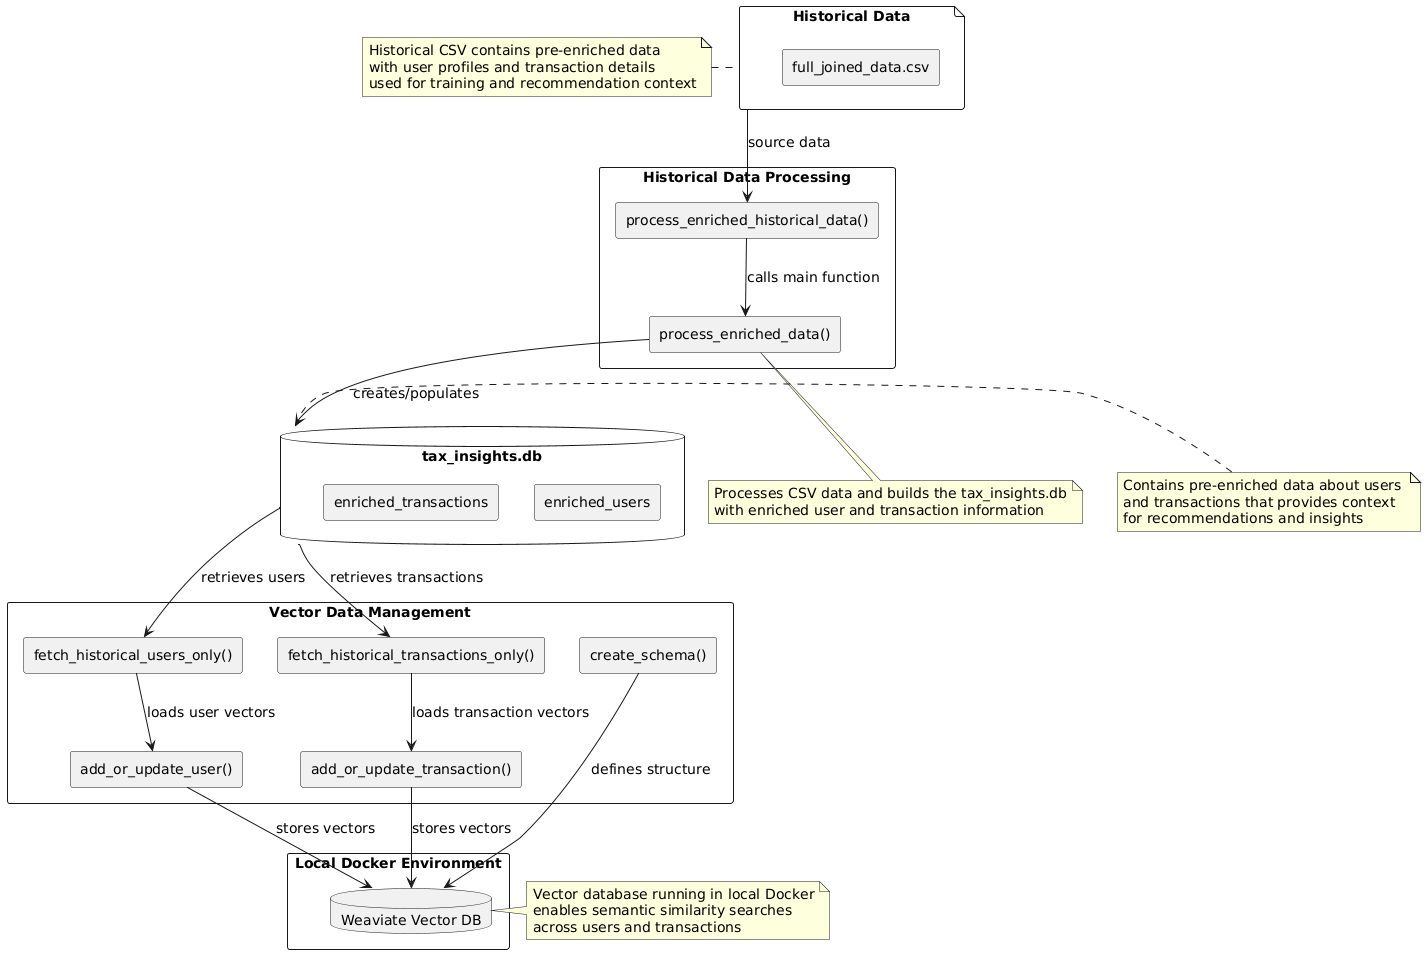 Historical Data
full_joined_data.csv
Historical CSV contains pre-enriched data
with user profiles and transaction details
used for training and recommendation context
source data
Historical Data Processing
process_enriched_historical_data()
calls main function
process_enriched_data()
creates/populates
tax_insights.db
enriched_transactions
enriched_users
Processes CSV data and builds the tax_insights.db
with enriched user and transaction information
Contains pre-enriched data about users
and transactions that provides context
for recommendations and insights
retrieves users
retrieves transactions
Vector Data Management
fetch_historical_users_only()
fetch_historical_transactions_only()
create_schema()
loads user vectors
loads transaction vectors
add_or_update_user()
add_or_update_transaction()
defines structure
stores vectors
stores vectors
Local Docker Environment
Weaviate Vector DB
Vector database running in local Docker
enables semantic similarity searches
across users and transactions